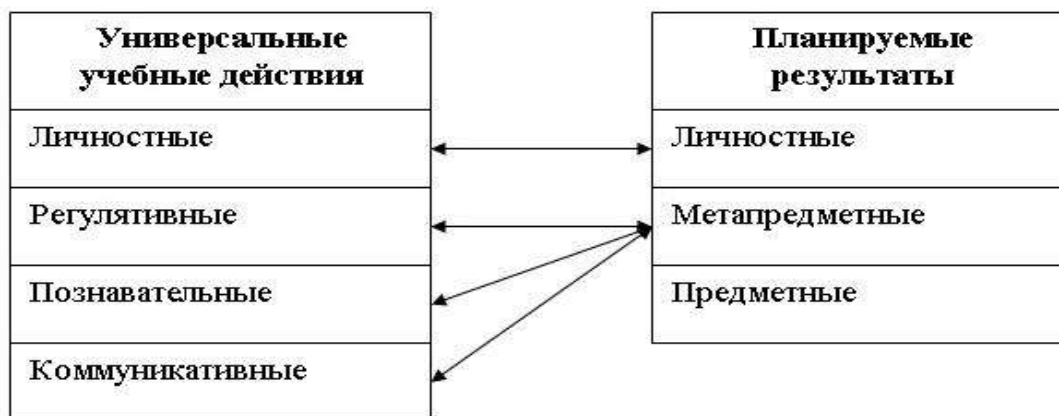 Универсальные
учебные действия
Личностные
Регулятивные
Познавательные
Коммуникативные
Планируемые
результаты
Личностные
Метапредметные
Предметные